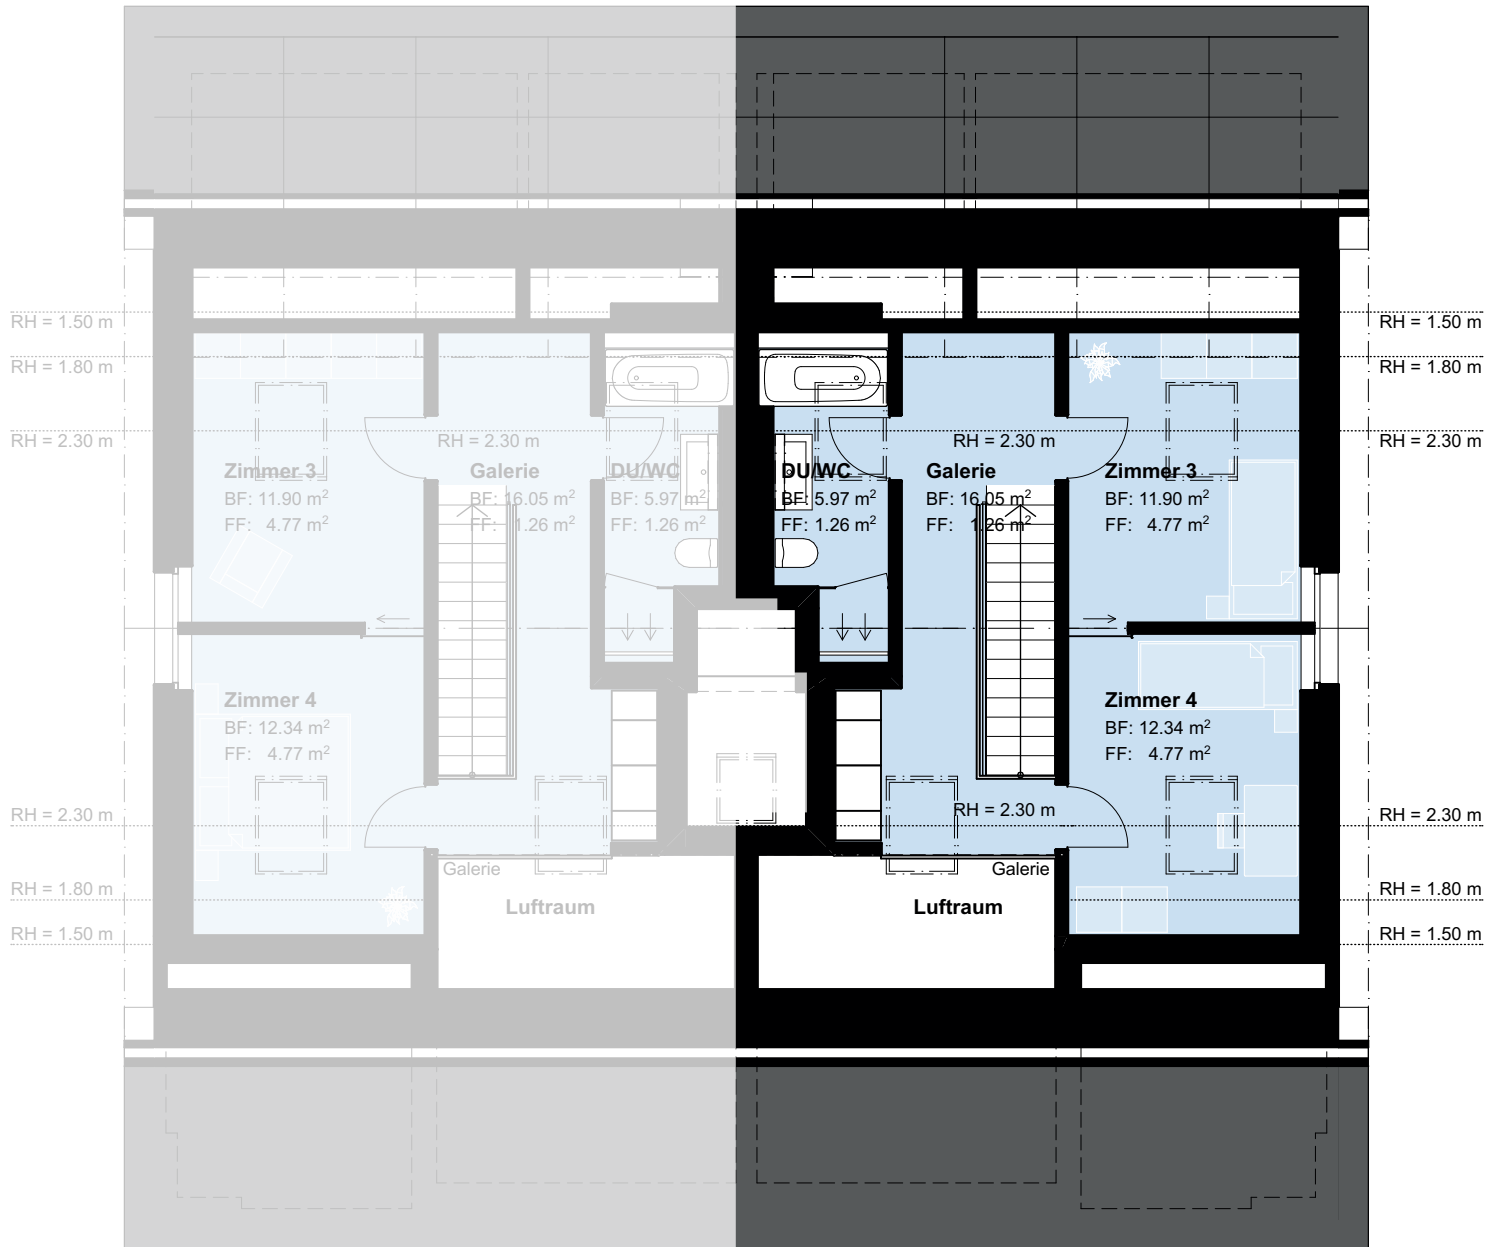 RH = 1.50 m
RH = 1.50 m
RH = 1.80 m
RH = 1.80 m
RH = 2.30 m
RH = 2.30 m
RH = 2.30 m
RH = 2.30 m
Zimmer 3
BF: 11.90 m²
FF: 4.77 m²
Galerie
BF: 16.05 m²
FF: 1.26 m²
DU/WC
BF: 5.97 m²
FF: 1.26 m²
DU/WC
BF: 5.97 m²
FF: 1.26 m²
Galerie
BF: 16.05 m²
FF: 1.26 m²
Zimmer 3
BF: 11.90 m²
FF: 4.77 m²
Zimmer 4
BF: 12.34 m²
FF: 4.77 m²
Zimmer 4
BF: 12.34 m²
FF: 4.77 m²
RH = 2.30 m
RH = 2.30 m
RH = 2.30 m
Galerie
Galerie
RH = 1.80 m
RH = 1.80 m
Luftraum
Luftraum
RH = 1.50 m
RH = 1.50 m